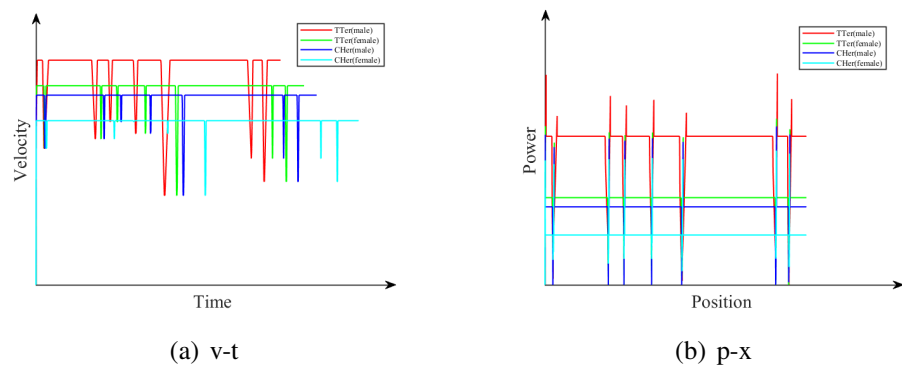 TTer(male)
TTer(female)
CHer(male)
CHer(female)
Velocity
Time
(a) v-t
TTer(male)
TTer(female)
CHer(male)
CHer(female)
Power
Position
(b) p-x